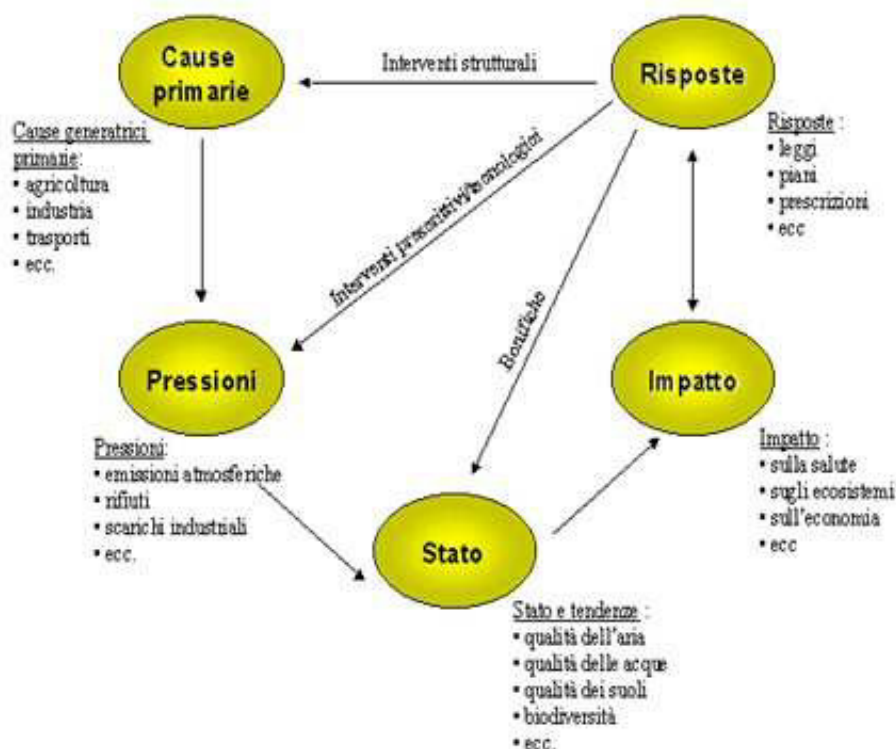 Cause
primarie
Interventi strutturali
Risposte
Cause generatrici
primarie:
• agricoltura
• industria
• trasporti
• ecc.
Risposte :
• leggi
• piani
• prescrizioni
• ecc
Interventi prescrittivi/tecnologici
Bonifiche
Pressioni
Impatto
Pressioni:
• emissioni atmosferiche
• rifiuti
• scarichi industriali
• ecc.
Impatto :
• sulla salute
• sugli ecosistemi
• sull'economia
• ecc
Stato
Stato e tendenze :
• qualità dell'aria
• qualità delle acque
• qualità dei suoli
• biodiversità
• ecc.